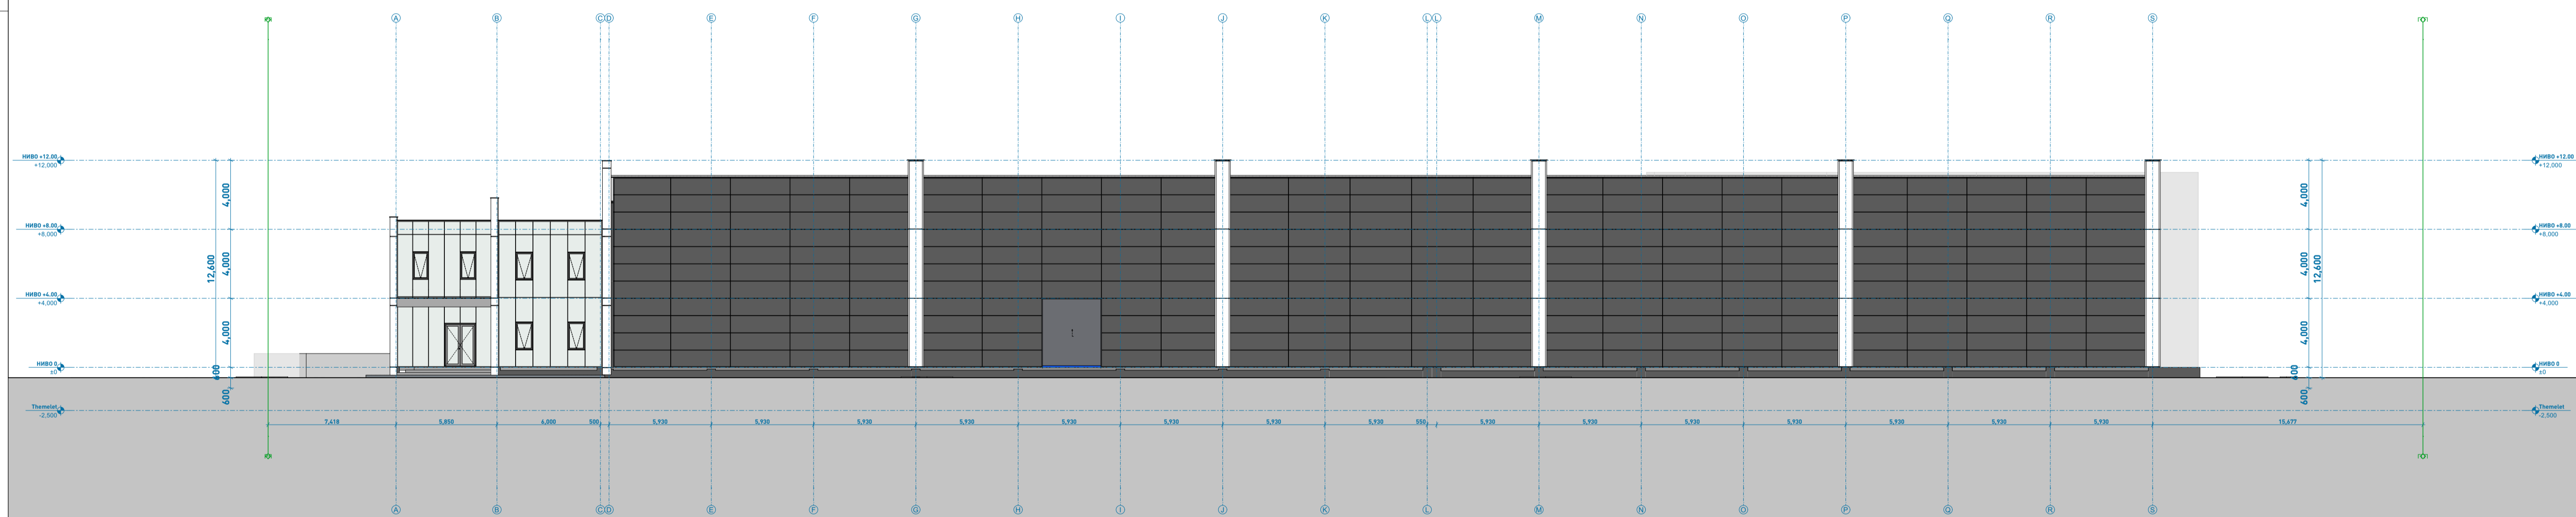 A B C D E F G H I J K L L M N O P Q R S
НИВО +12.00
+12,000
НИВО +8.00
+8,000
НИВО +4.00
+4,000
НИВО 0
±0
Themelet
-2,500
12,600
600
4,000
4,000
4,000
600
4,000
4,000
4,000
600
12,600
600
НИВО +12.00
+12,000
НИВО +8.00
+8,000
НИВО +4.00
+4,000
НИВО 0
±0
Themelet
-2,500
7,418 5,850 6,000 500 5,930 5,930 5,930 5,930 5,930 5,930 5,930 5,930 550 5,930 5,930 5,930 5,930 5,930 5,930 5,930 15,677
A B C D E F G H I J K L L M N O P Q R S